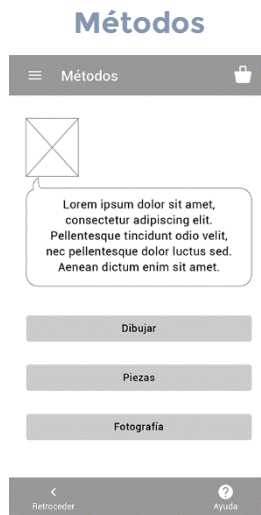 Métodos
Métodos
Lorem ipsum dolor sit amet,
consectetur adipiscing elit.
Pellentesque tincidunt odio velit,
nec pellentesque dolor luctus sed.
Aenean dictum enim sit amet.
Dibujar
Piezas
Fotografía
Retroceder
Ayuda